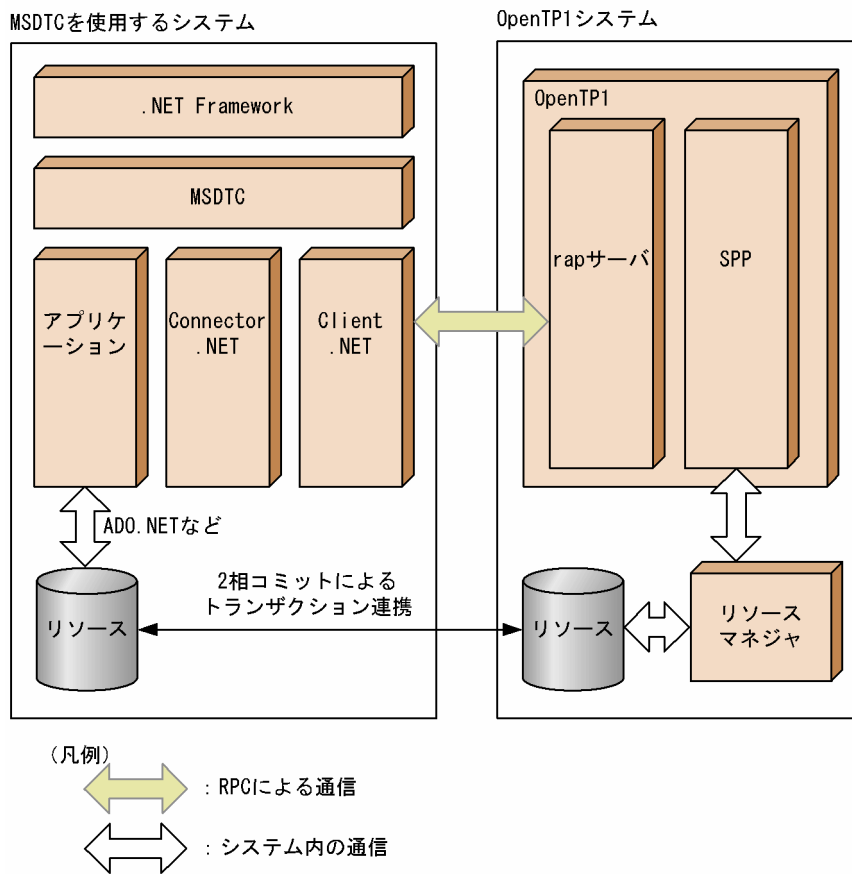 MSDTCを使用するシステム
OpenTP1システム
.NET Framework
MSDTC
アプリケ
ーション
Connector
.NET
Client
.NET
OpenTP1
rapサーバ
SPP
ADO.NETなど
リソース
2相コミットによる
トランザクション連携
リソース
リソース
マネジャ
(凡例)
:RPCによる通信
:システム内の通信